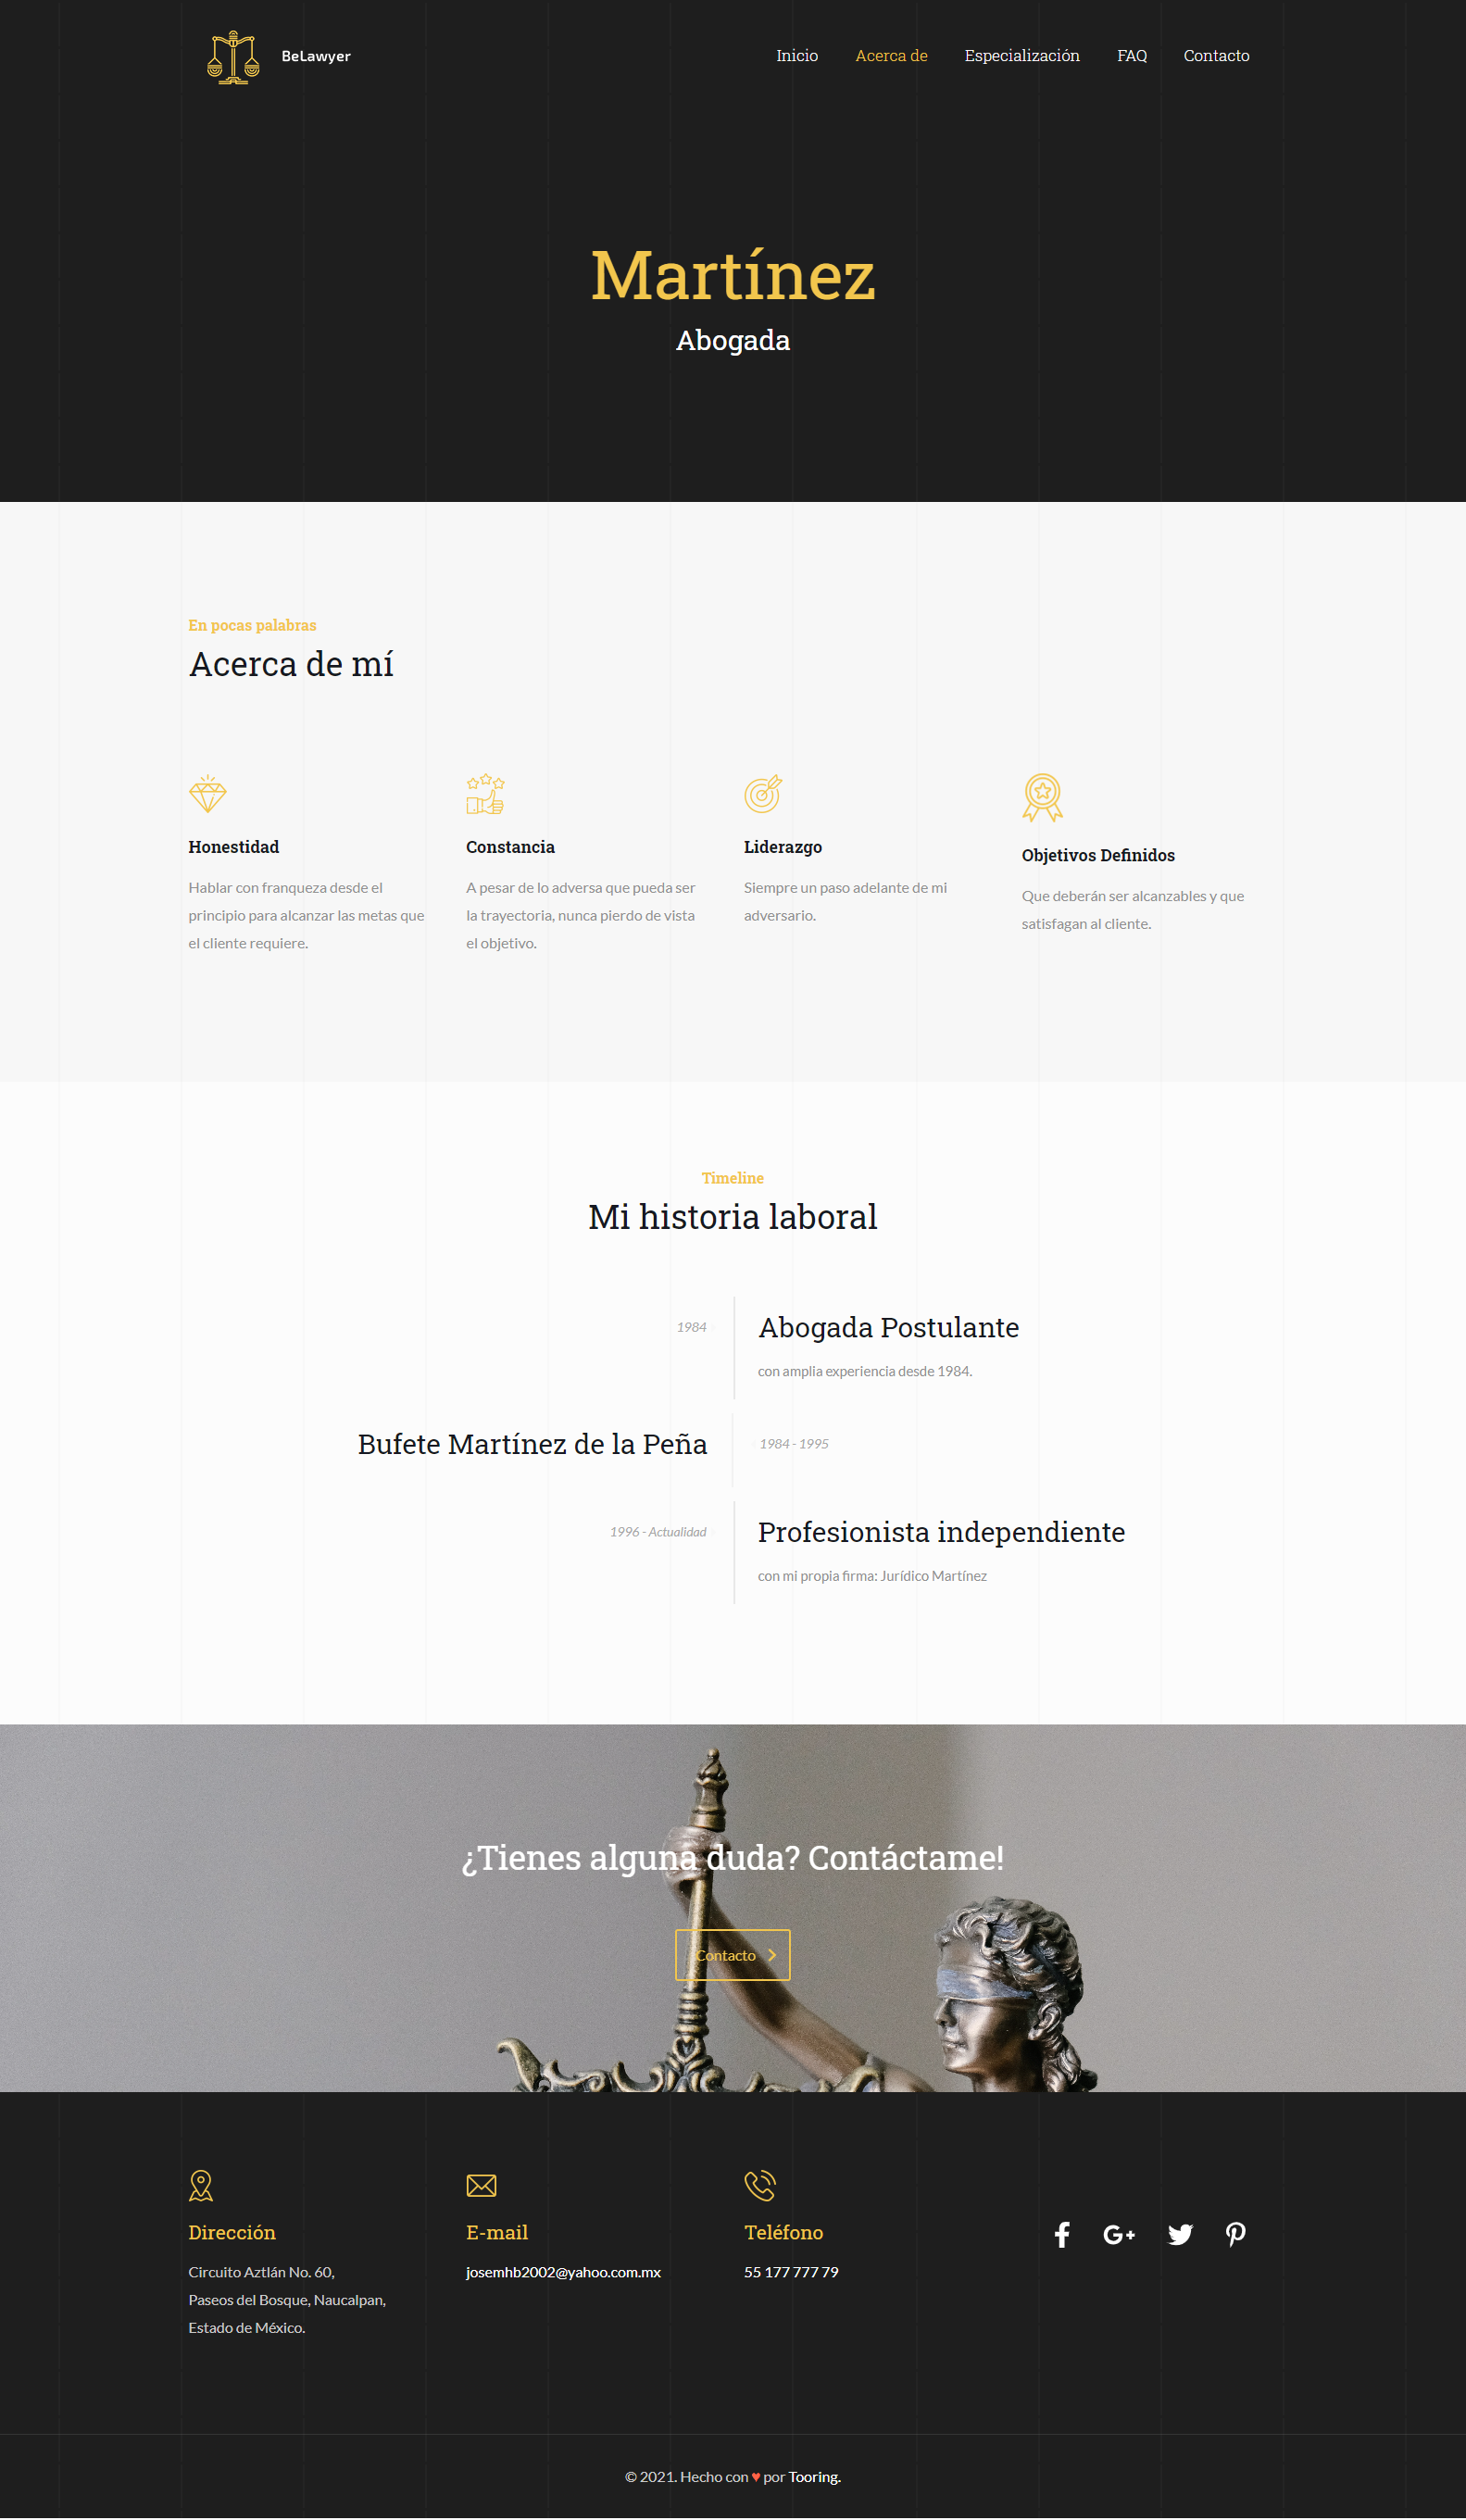 BeLawyer
Inicio
Acerca de
Especialización
FAQ
Contacto
Martínez
Abogada
En pocas palabras
Acerca de mí
Honestidad
Hablar con franqueza desde el
principio para alcanzar las metas que
el cliente requiere.
Constancia
A pesar de lo adversa que pueda ser
la trayectoria, nunca pierdo de vista
el objetivo.
Liderazgo
Siempre un paso adelante de mi
adversario.
Objetivos Definidos
Que deberán ser alcanzables y que
satisfagan al cliente.
Timeline
Mi historia laboral
1984
Abogada Postulante
con amplia experiencia desde 1984.
Bufete Martínez de la Peña
1984 - 1995
1996 - Actualidad
Profesionista independiente
con mi propia firma: Jurídico Martínez
¿Tienes alguna duda? Contáctame!
Contacto
Dirección
Circuito Aztlán No. 60,
Paseos del Bosque, Naucalpan,
Estado de México.
E-mail
josemhb2002@yahoo.com.mx
Teléfono
55 177 777 79
© 2021. Hecho con ♥ por Tooring.